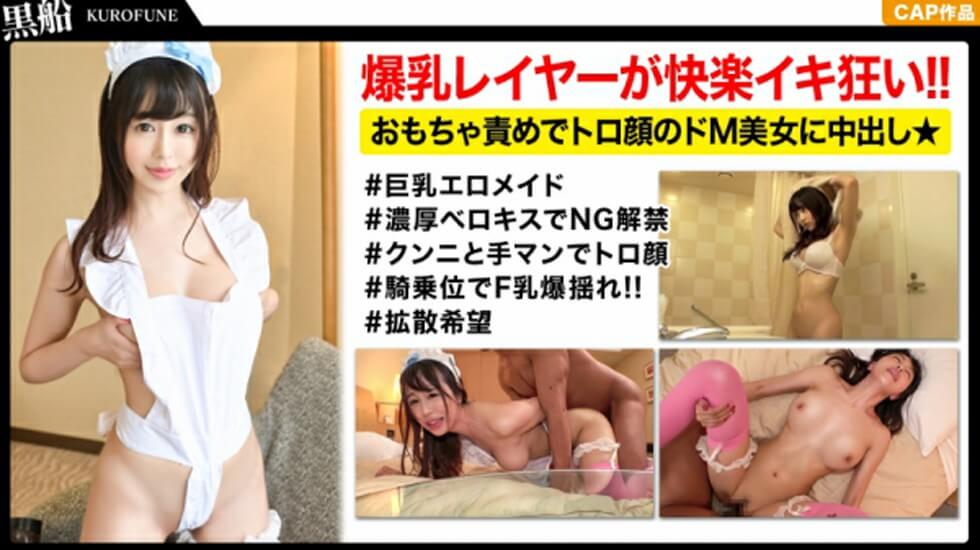 黒船 KUROFUNE
CAP作品
爆乳レイヤーが快楽イキ狂い!!
おもちゃ責めでトロ顔のドM美女に中出し★
#巨乳エロメイド
#濃厚ベロキスでNG解禁
#クンニと手マンでトロ顔
#騎乗位でF乳爆揺れ!!
#拡散希望